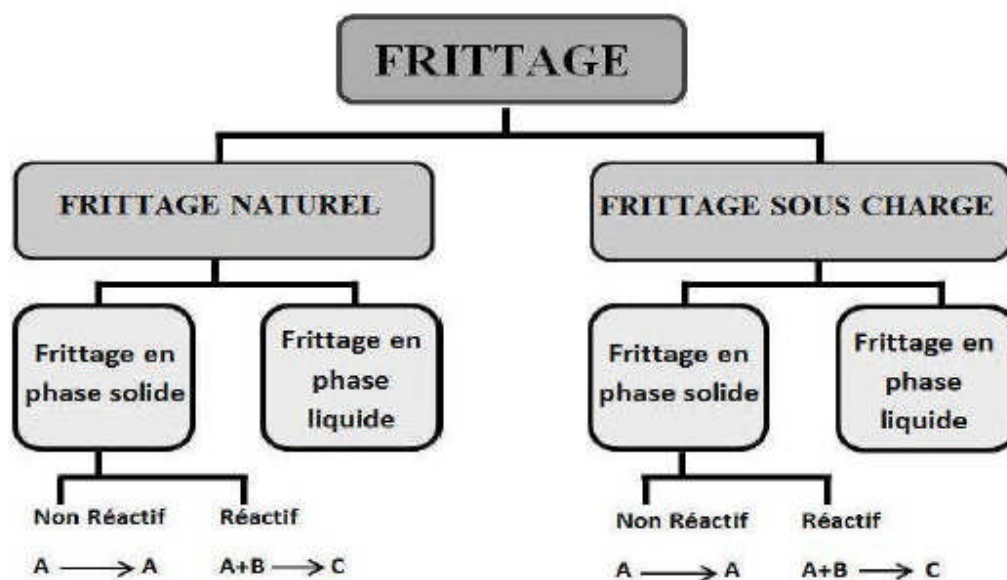 FRITTAGE
FRITTAGE NATUREL
FRITTAGE SOUS CHARGE
Frittage en
phase solide
Frittage en
phase
liquide
Frittage en
phase solide
Frittage en
phase
liquide
Non Réactif
Réactif
A → A
A+B → C
Non Réactif
Réactif
A → A
A+B → C